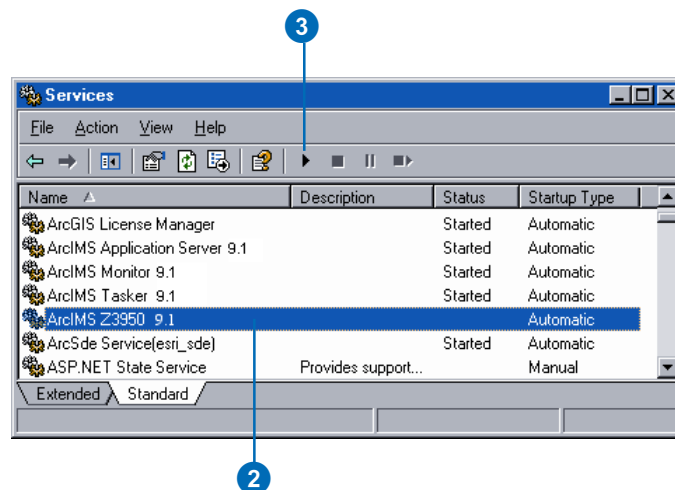 3
Services
File Action View Help
Name Description Status Startup Type
ArcGIS License Manager Started Automatic
ArcIMS Application Server 9.1 Started Automatic
ArcIMS Monitor 9.1 Started Automatic
ArcIMS Tasker 9.1 Started Automatic
ArcIMS Z3950 9.1 Automatic
ArcSde Service(esri_sde) Started Automatic
ASP.NET State Service Provides support... Manual
Extended Standard
2